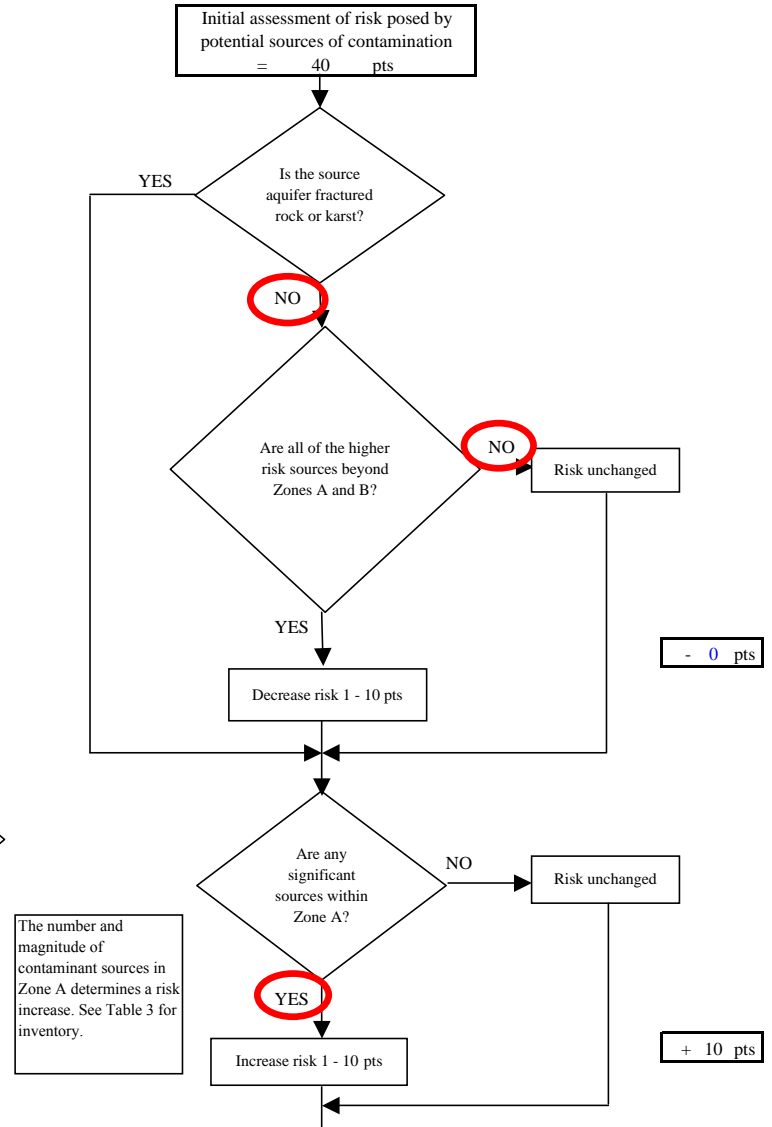 Initial assessment of risk posed by
potential sources of contamination
= 40 pts
YES
Is the source
aquifer fractured
rock or karst?
NO
Are all of the higher
risk sources beyond
Zones A and B?
NO
Risk unchanged
YES
- 0 pts
Decrease risk 1 - 10 pts
Are any
significant
sources within
Zone A?
NO
Risk unchanged
The number and
magnitude of
contaminant sources in
Zone A determines a risk
increase. See Table 3 for
inventory.
YES
Increase risk 1 - 10 pts
+ 10 pts